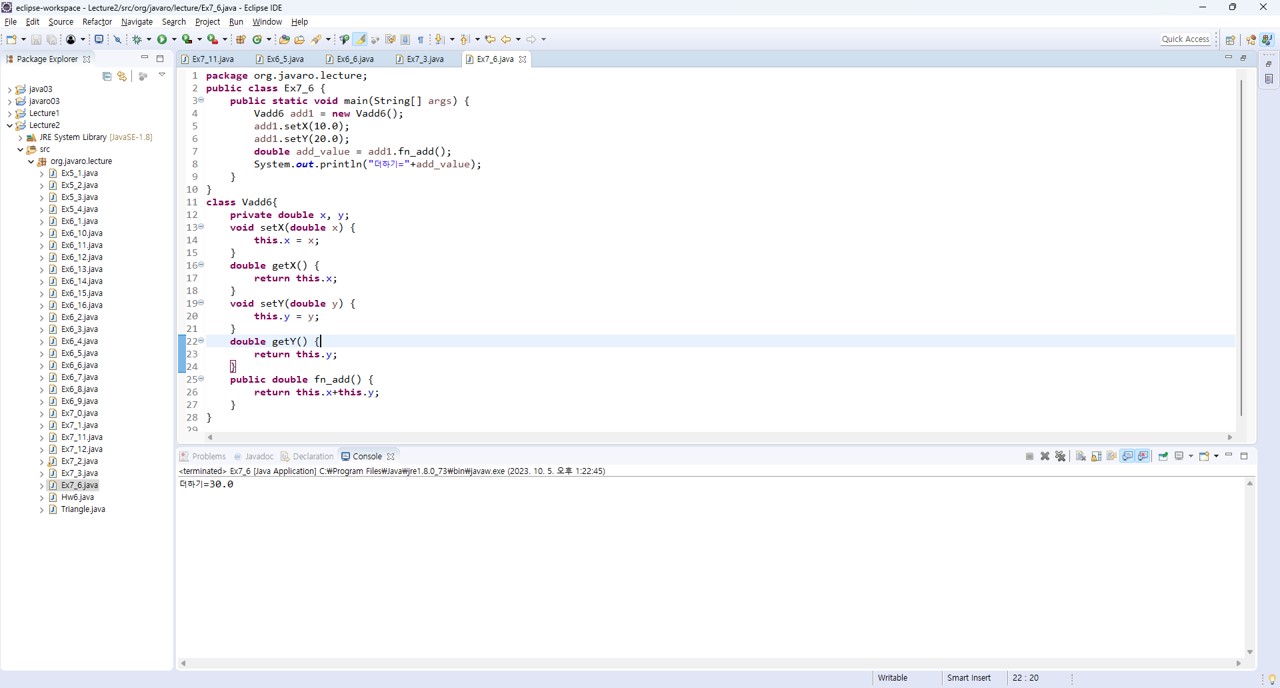 eclipse-workspace - Lecture2/src/org/javaro/lecture/Ex7_6.java - Eclipse IDE
File Edit Source Refactor Navigate Search Project Run Window Help
Quick Access
Package Explorer
Ex7_11.java Ex6_5.java Ex6_6.java Ex7_3.java Ex7_6.java
java03
javaro03
Lecture1
Lecture2
JRE System Library [JavaSE-1.8]
src
org.javaro.lecture
Ex5_1.java
Ex5_2.java
Ex5_3.java
Ex5_4.java
Ex6_1.java
Ex6_10.java
Ex6_11.java
Ex6_12.java
Ex6_13.java
Ex6_14.java
Ex6_15.java
Ex6_16.java
Ex6_2.java
Ex6_3.java
Ex6_4.java
Ex6_5.java
Ex6_6.java
Ex6_7.java
Ex6_8.java
Ex6_9.java
Ex7_0.java
Ex7_1.java
Ex7_11.java
Ex7_12.java
Ex7_2.java
Ex7_3.java
Ex7_6.java
Hw6.java
Triangle.java
1 package org.javaro.lecture;
2 public class Ex7_6 {
3 public static void main(String[] args) {
4 Vadd6 add1 = new Vadd6();
5 add1.setX(10.0);
6 add1.setY(20.0);
7 double add_value = add1.fn_add();
8 System.out.println("더하기="+add_value);
9 }
10 }
11 class Vadd6{
12 private double x, y;
13 void setX(double x) {
14 this.x = x;
15 }
16 double getX() {
17 return this.x;
18 }
19 void setY(double y) {
20 this.y = y;
21 }
22 double getY() {
23 return this.y;
24 }
25 public double fn_add() {
26 return this.x+this.y;
27 }
28 }
29
Problems Javadoc Declaration Console
<terminated> Ex7_6 [Java Application] C:₩Program Files₩Java₩jre1.8.0_73₩bin₩javaw.exe (2023. 10. 5. 오후 1:22:45)
더하기=30.0
Writable Smart Insert 22 : 20